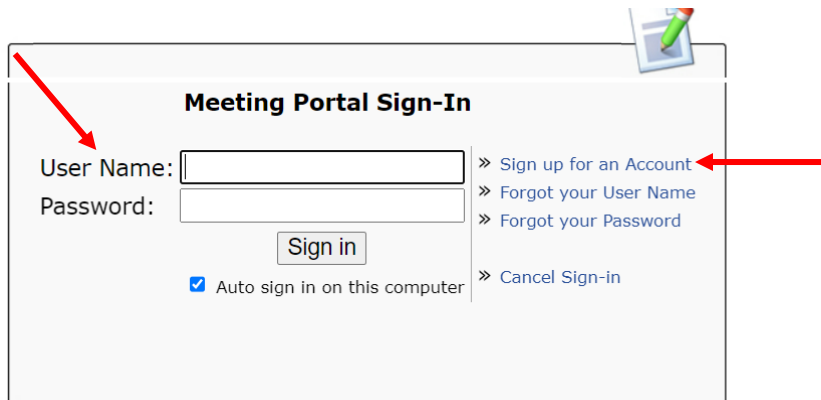 Meeting Portal Sign-In
User Name:
Password:
Sign in
Auto sign in on this computer
» Sign up for an Account
» Forgot your User Name
» Forgot your Password
» Cancel Sign-in